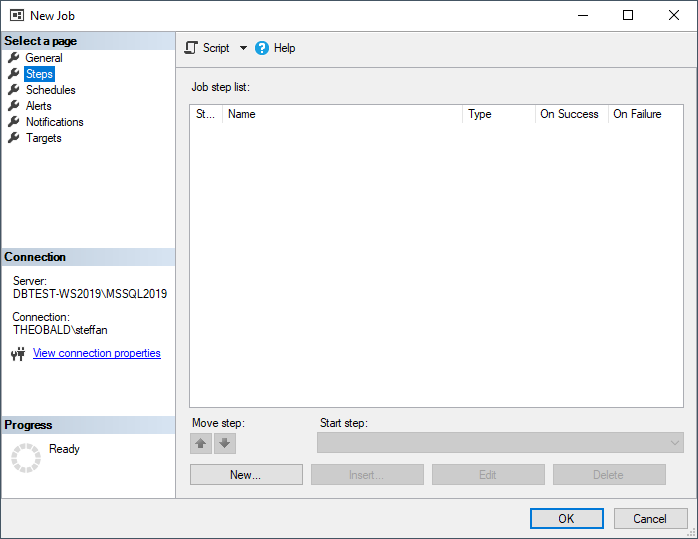 New Job
Select a page
General
Steps
Schedules
Alerts
Notifications
Targets
Connection
Server:
DBTEST-WS2019\MSSQL2019
Connection:
THEOBALD\steffan
View connection properties
Progress
Ready
Script Help
Job step list:
St... Name Type On Success On Failure
Move step: Start step:
New... Insert... Edit Delete
OK Cancel